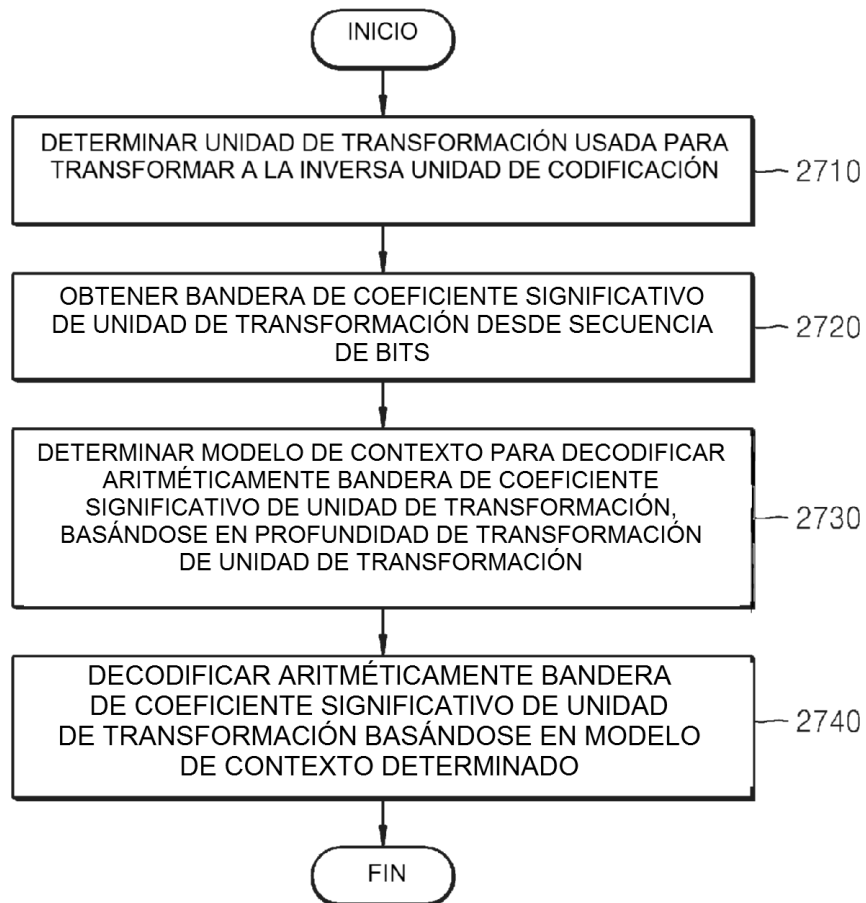 INICIO
DETERMINAR UNIDAD DE TRANSFORMACIÓN USADA PARA
TRANSFORMAR A LA INVERSA UNIDAD DE CODIFICACIÓN
2710
OBTENER BANDERA DE COEFICIENTE SIGNIFICATIVO
DE UNIDAD DE TRANSFORMACIÓN DESDE SECUENCIA
DE BITS
2720
DETERMINAR MODELO DE CONTEXTO PARA DECODIFICAR
ARITMÉTICAMENTE BANDERA DE COEFICIENTE
SIGNIFICATIVO DE UNIDAD DE TRANSFORMACIÓN,
BASÁNDOSE EN PROFUNDIDAD DE TRANSFORMACIÓN
DE UNIDAD DE TRANSFORMACIÓN
2730
DECODIFICAR ARITMÉTICAMENTE BANDERA
DE COEFICIENTE SIGNIFICATIVO DE UNIDAD
DE TRANSFORMACIÓN BASÁNDOSE EN MODELO
DE CONTEXTO DETERMINADO
2740
FIN